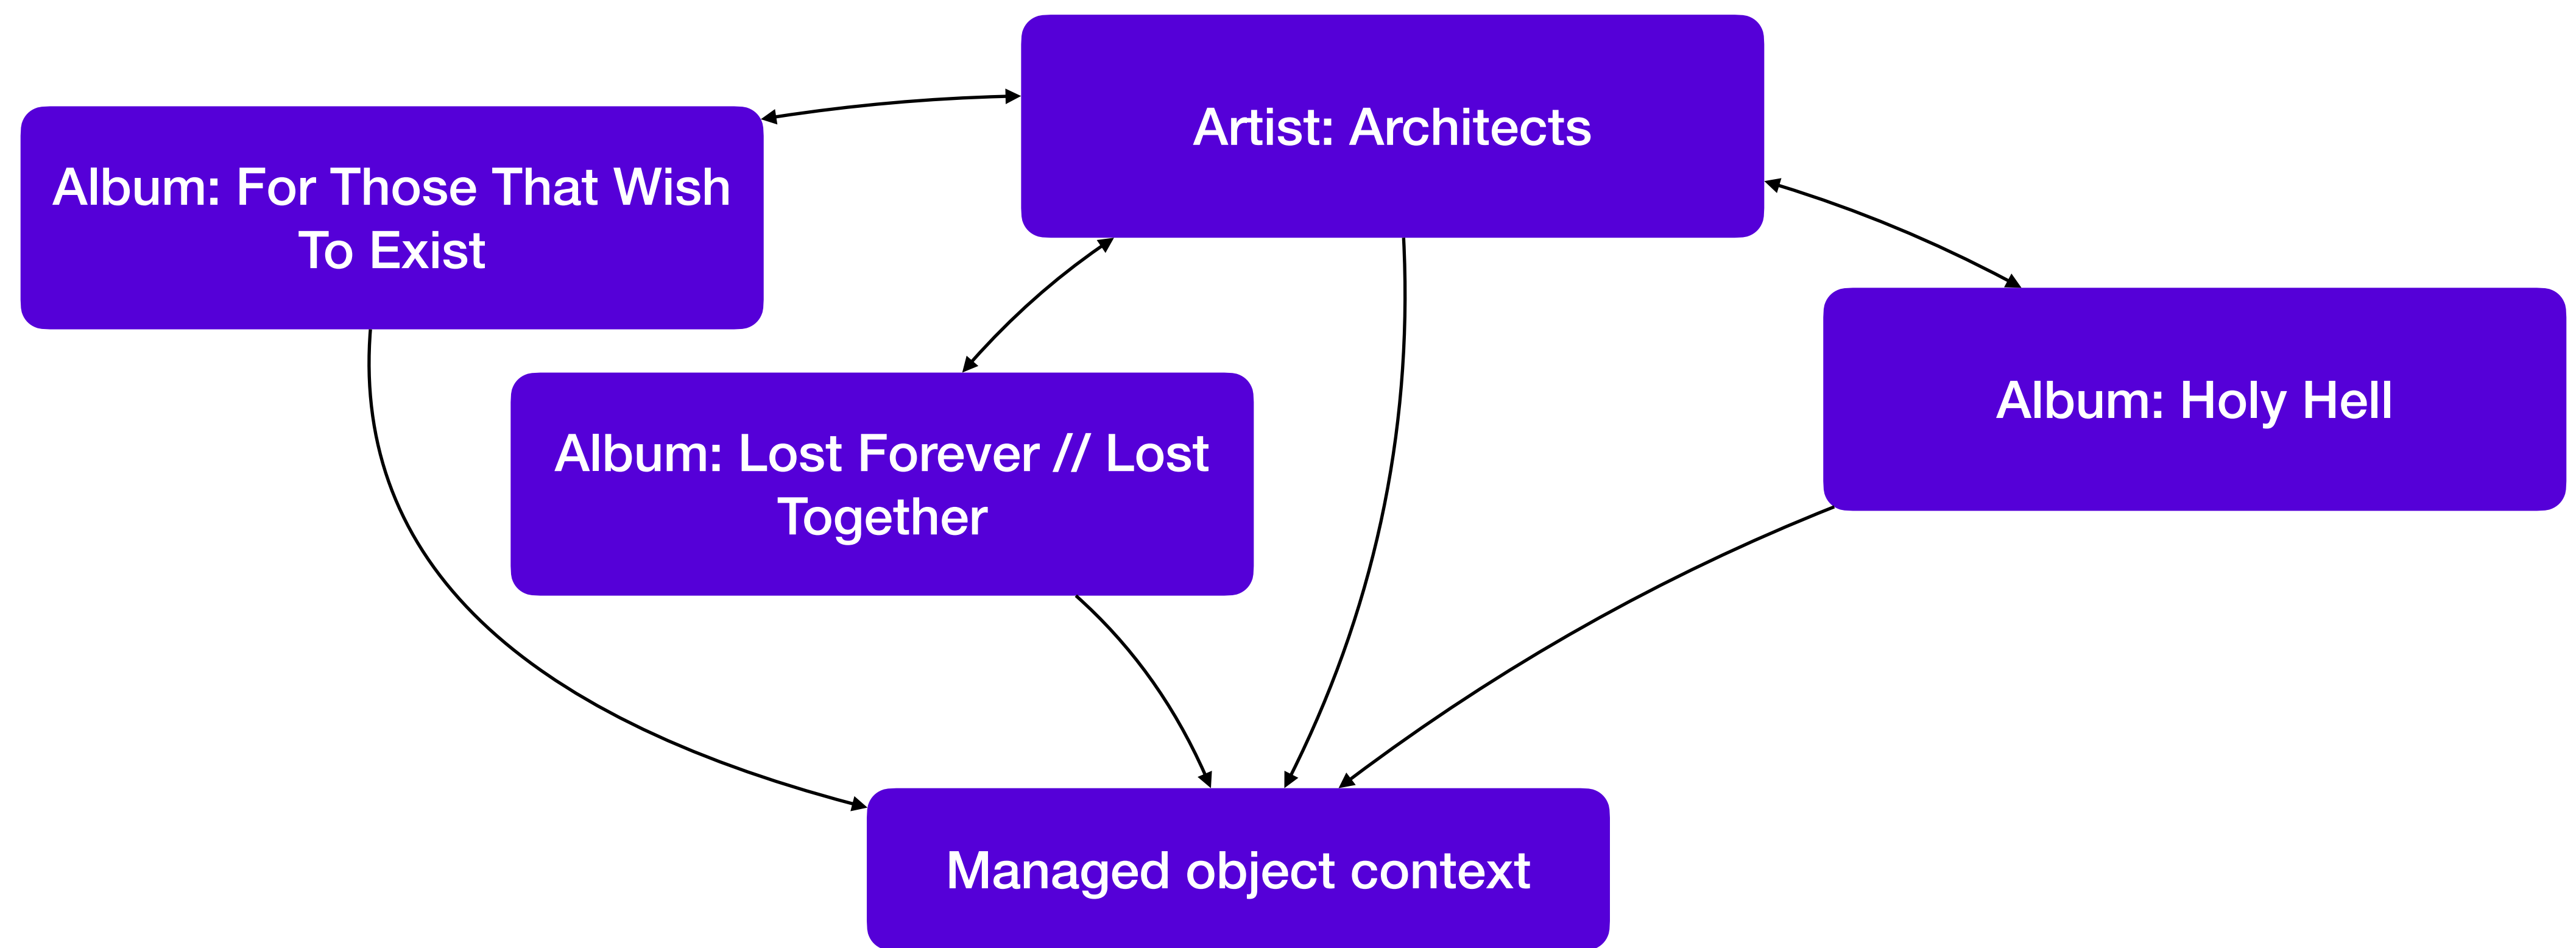 Artist: Architects
Album: For Those That Wish
To Exist
Album: Holy Hell
Album: Lost Forever // Lost
Together
Managed object context